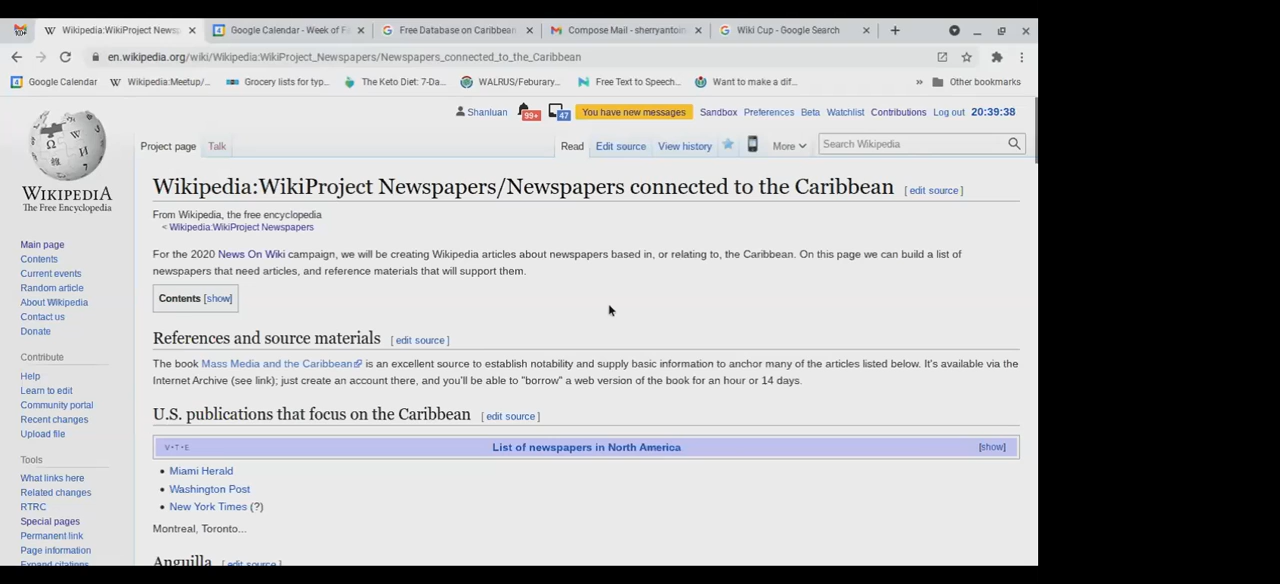 Wikipedia:WikiProject News
Google Calendar - Week of F
Free Database on Caribbean
Compose Mail - sherryantoi
Wiki Cup - Google Search
en.wikipedia.org/wiki/Wikipedia:WikiProject_Newspapers/Newspapers_connected_to_the_Caribbean
Google Calendar
Wikipedia:Meetup/...
Grocery lists for typ...
The Keto Diet: 7-Da...
WALRUS/Feburary...
Free Text to Speech...
Want to make a dif...
»
Other bookmarks
Shanluan 99+ 47 You have new messages Sandbox Preferences Beta Watchlist Contributions Log out 20:39:38
Project page Talk Read Edit source View history More Search Wikipedia
WIKIPEDIA
The Free Encyclopedia
Main page
Contents
Current events
Random article
About Wikipedia
Contact us
Donate
Contribute
Help
Learn to edit
Community portal
Recent changes
Upload file
Tools
What links here
Related changes
RTRC
Special pages
Permanent link
Page information
Expand citations
Wikipedia:WikiProject Newspapers/Newspapers connected to the Caribbean [ edit source ]
From Wikipedia, the free encyclopedia
< Wikipedia:WikiProject Newspapers
For the 2020 News On Wiki campaign, we will be creating Wikipedia articles about newspapers based in, or relating to, the Caribbean. On this page we can build a list of
newspapers that need articles, and reference materials that will support them.
Contents [show]
References and source materials [ edit source ]
The book Mass Media and the Caribbean is an excellent source to establish notability and supply basic information to anchor many of the articles listed below. It's available via the
Internet Archive (see link); just create an account there, and you'll be able to "borrow" a web version of the book for an hour or 14 days.
U.S. publications that focus on the Caribbean [ edit source ]
V·T·E List of newspapers in North America [show]
• Miami Herald
• Washington Post
• New York Times (?)
Montreal, Toronto...
Anguilla [ edit source ]